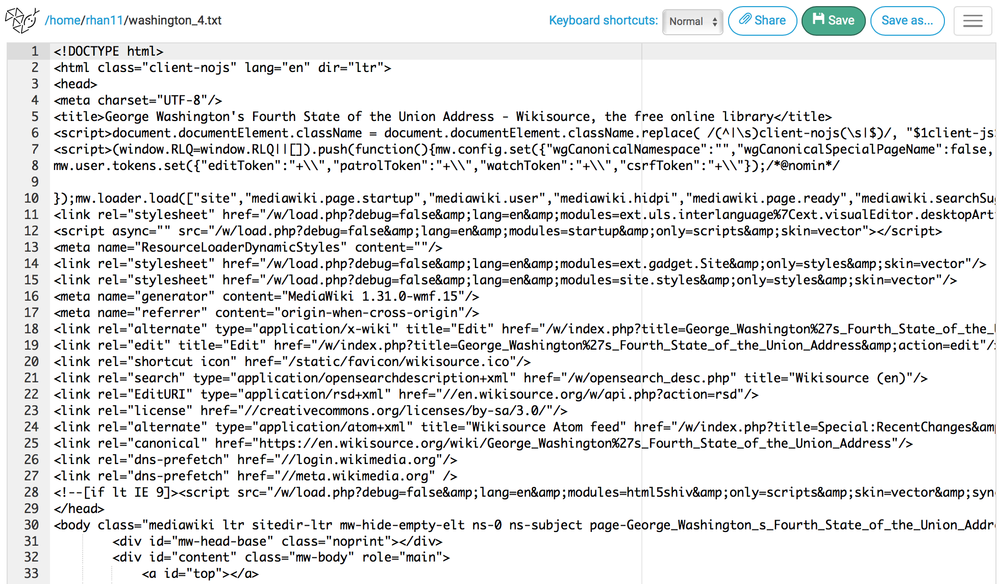 /home/rhan11/washington_4.txt Keyboard shortcuts: Normal Share Save Save as...
1 <!DOCTYPE html>
2 <html class="client-nojs" lang="en" dir="ltr">
3 <head>
4 <meta charset="UTF-8"/>
5 <title>George Washington's Fourth State of the Union Address - Wikisource, the free online library</title>
6 <script>document.documentElement.className = document.documentElement.className.replace( /(^|\s)client-nojs(\s|$)/, "$1client-js
7 <script>(window.RLQ=window.RLQ||[]).push(function(){mw.config.set({"wgCanonicalNamespace":"","wgCanonicalSpecialPageName":false,
8 mw.user.tokens.set({"editToken":"+\\","patrolToken":"+\\","watchToken":"+\\","csrfToken":"+\\"});/*@nomin*/
9
10 });mw.loader.load(["site","mediawiki.page.startup","mediawiki.user","mediawiki.hidpi","mediawiki.page.ready","mediawiki.searchSu
11 <link rel="stylesheet" href="/w/load.php?debug=false&amp;lang=en&amp;modules=ext.uls.interlanguage%7Cext.visualEditor.desktopArt
12 <script async="" src="/w/load.php?debug=false&amp;lang=en&amp;modules=startup&amp;only=scripts&amp;skin=vector"></script>
13 <meta name="ResourceLoaderDynamicStyles" content=""/>
14 <link rel="stylesheet" href="/w/load.php?debug=false&amp;lang=en&amp;modules=ext.gadget.Site&amp;only=styles&amp;skin=vector"/>
15 <link rel="stylesheet" href="/w/load.php?debug=false&amp;lang=en&amp;modules=site.styles&amp;only=styles&amp;skin=vector"/>
16 <meta name="generator" content="MediaWiki 1.31.0-wmf.15"/>
17 <meta name="referrer" content="origin-when-cross-origin"/>
18 <link rel="alternate" type="application/x-wiki" title="Edit" href="/w/index.php?title=George_Washington%27s_Fourth_State_of_the_
19 <link rel="edit" title="Edit" href="/w/index.php?title=George_Washington%27s_Fourth_State_of_the_Union_Address&amp;action=edit"/>
20 <link rel="shortcut icon" href="/static/favicon/wikisource.ico"/>
21 <link rel="search" type="application/opensearchdescription+xml" href="/w/opensearch_desc.php" title="Wikisource (en)"/>
22 <link rel="EditURI" type="application/rsd+xml" href="//en.wikisource.org/w/api.php?action=rsd"/>
23 <link rel="license" href="//creativecommons.org/licenses/by-sa/3.0/"/>
24 <link rel="alternate" type="application/atom+xml" title="Wikisource Atom feed" href="/w/index.php?title=Special:RecentChanges&am
25 <link rel="canonical" href="https://en.wikisource.org/wiki/George_Washington%27s_Fourth_State_of_the_Union_Address"/>
26 <link rel="dns-prefetch" href="//login.wikimedia.org"/>
27 <link rel="dns-prefetch" href="//meta.wikimedia.org" />
28 <!--[if lt IE 9]><script src="/w/load.php?debug=false&amp;lang=en&amp;modules=html5shiv&amp;only=scripts&amp;skin=vector&amp;syn
29 </head>
30 <body class="mediawiki ltr sitedir-ltr mw-hide-empty-elt ns-0 ns-subject page-George_Washington_s_Fourth_State_of_the_Union_Addr
31 <div id="mw-head-base" class="noprint"></div>
32 <div id="content" class="mw-body" role="main">
33 <a id="top"></a>